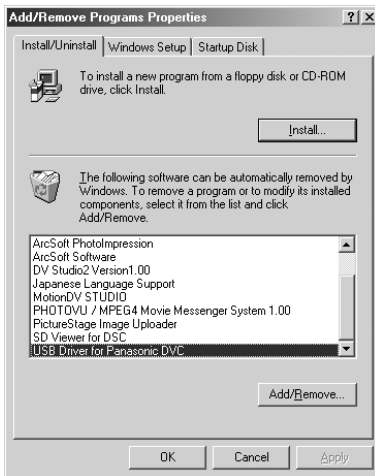 Add/Remove Programs Properties
Install/Uninstall
Windows Setup
Startup Disk
To install a new program from a floppy disk or CD-ROM
drive, click Install.
Install...
The following software can be automatically removed by
Windows. To remove a program or to modify its installed
components, select it from the list and click
Add/Remove.
ArcSoft PhotoImpression
ArcSoft Software
DV Studio2 Version1.00
Japanese Language Support
MotionDV STUDIO
PHOTOVU / MPEG4 Movie Messenger System 1.00
PictureStage Image Uploader
SD Viewer for DSC
USB Driver for Panasonic DVC
Add/Remove...
OK
Cancel
Apply